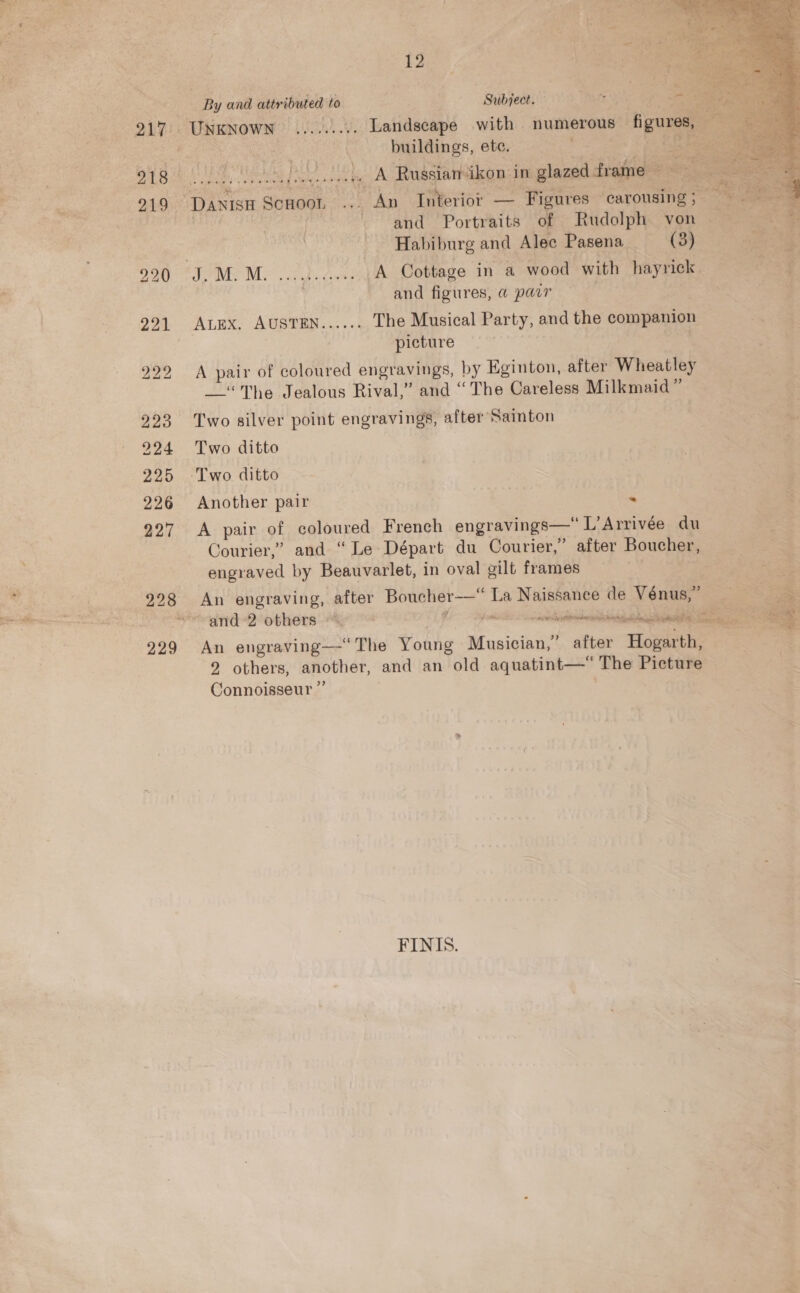 12
By and attributed to Subject.
217 UNKNOWN ......... Landscape with numerous figures,
buildings, etc.
218 ........................ A Russian ikon in glazed frame
219 DANISH SCHOOL ... An Interior — Figures carousing;
and Portraits of Rudolph von
Habiburg and Alec Pasena (3)
220 J. M. M. ............ A Cottage in a wood with hayrick
and figures, a pair
221 ALEX. AUSTEN...... The Musical Party, and the companion
picture
222 A pair of coloured engravings, by Eginton, after Wheatley
—“The Jealous Rival,” and “The Careless Milkmaid”
223 Two silver point engravings, after Sainton
224 Two ditto
225 Two ditto
226 Another pair
227 A pair of coloured French engravings—“L’Arrivée du
Courier,” and “Le Départ du Courier,” after Boucher,
engraved by Beauvarlet, in oval gilt frames
228 An engraving, after Boucher—“La Naissance de Vénus,”
and 2 others
229 An engraving—“The Young Musician,” after Hogarth,
2 others, another, and an old aquatint—“The Picture
Connoisseur”
FINIS.